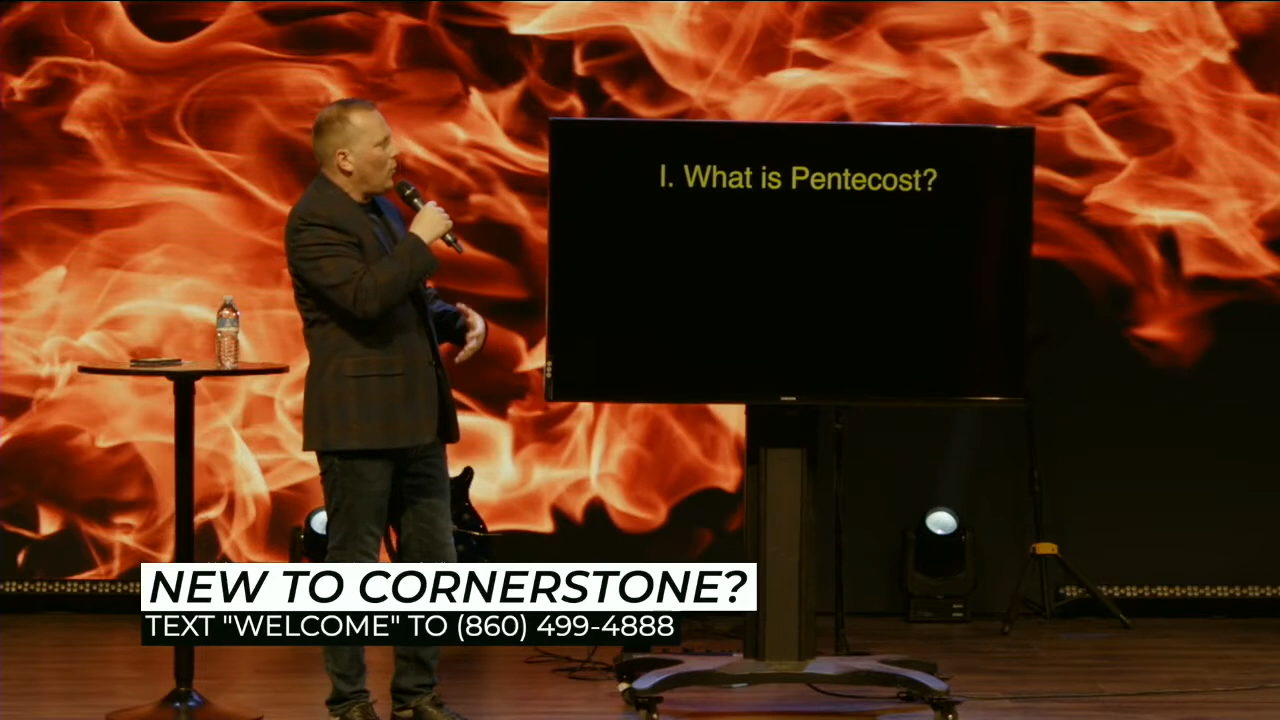 I. What is Pentecost?
NEW TO CORNERSTONE?
TEXT "WELCOME" TO (860) 499-4888